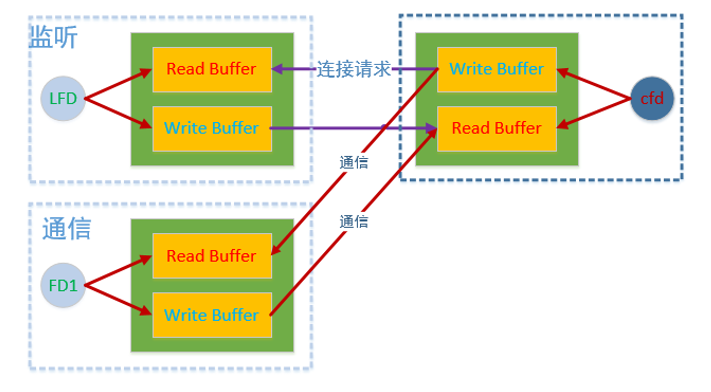 监听
LFD
Read Buffer
Write Buffer
连接请求
Write Buffer
Read Buffer
cfd
通信
通信
通信
FD1
Read Buffer
Write Buffer